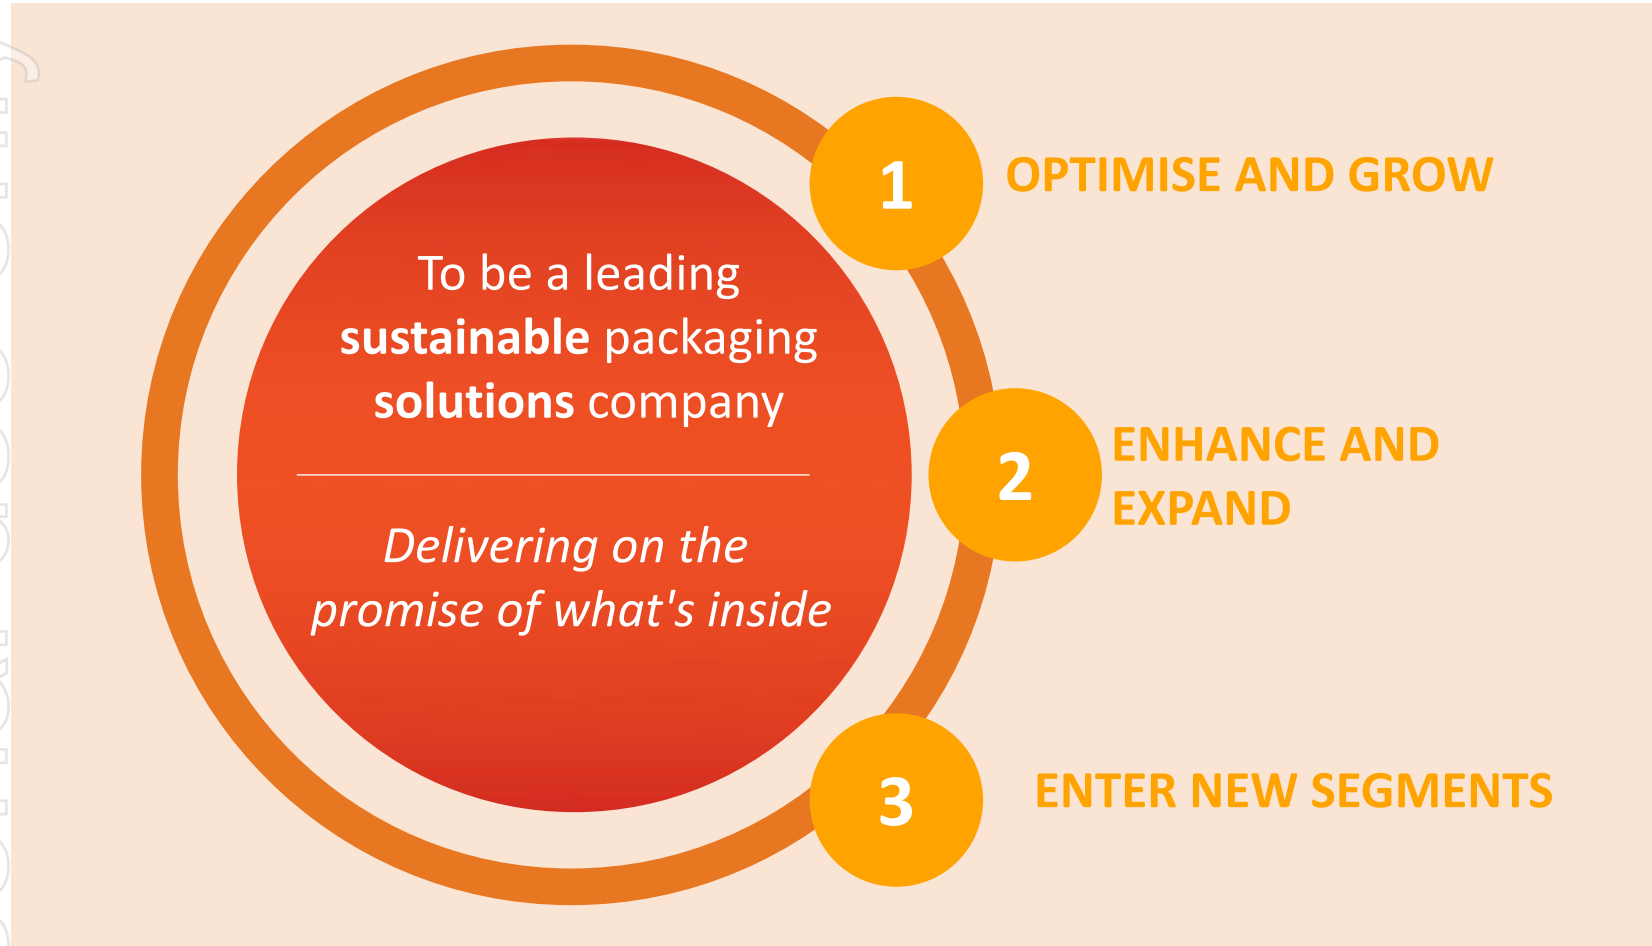 To be a leading
sustainable packaging
solutions company
Delivering on the
promise of what's inside
1
OPTIMISE AND GROW
2
ENHANCE AND
EXPAND
3
ENTER NEW SEGMENTS